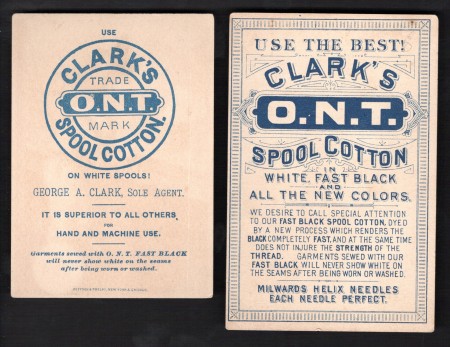 USE
CLARK'S
TRADE
O.N.T.
MARK
SPOOL COTTON.
ON WHITE SPOOLS!
GEORGE A. CLARK, SOLE AGENT.
IT IS SUPERIOR TO ALL OTHERS,
FOR
HAND AND MACHINE USE.
Garments sewed with O. N. T. FAST BLACK
will never show white on the seams
after being worn or washed.
USE THE BEST!
CLARK'S
O.N.T.
SPOOL COTTON
IN
WHITE, FAST BLACK
AND
ALL THE NEW COLORS.
WE DESIRE TO CALL SPECIAL ATTENTION
TO OUR FAST BLACK SPOOL COTTON, DYED
BY A NEW PROCESS WHICH RENDERS THE
BLACK COMPLETELY FAST, AND AT THE SAME TIME
DOES NOT INJURE THE STRENGTH OF THE
THREAD. GARMENTS SEWED WITH OUR
FAST BLACK WILL NEVER SHOW WHITE ON
THE SEAMS AFTER BEING WORN OR WASHED.
MILWARDS HELIX NEEDLES
EACH NEEDLE PERFECT.